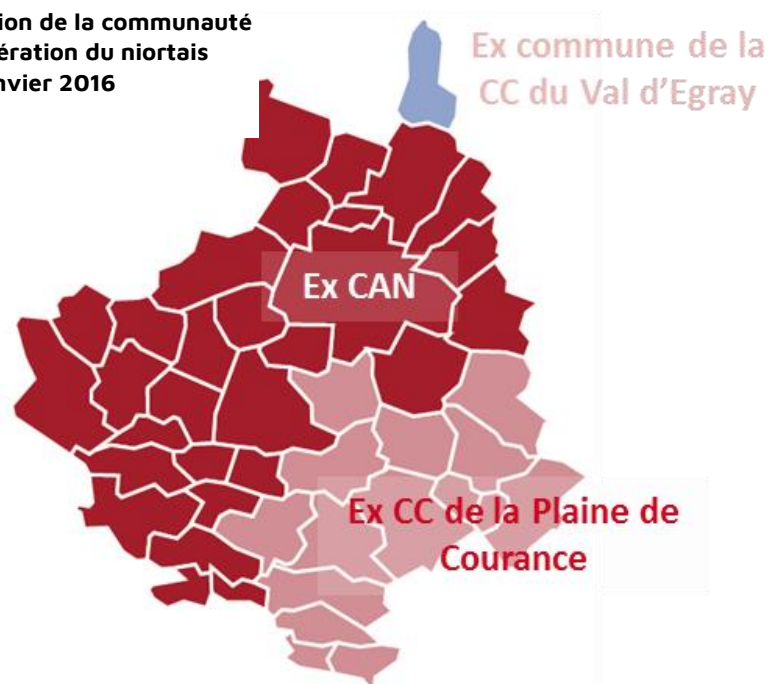 ion de la communauté
ération du niortais
nvier 2016
Ex commune de la
CC du Val d'Egray
Ex CAN
Ex CC de la Plaine de
Courance